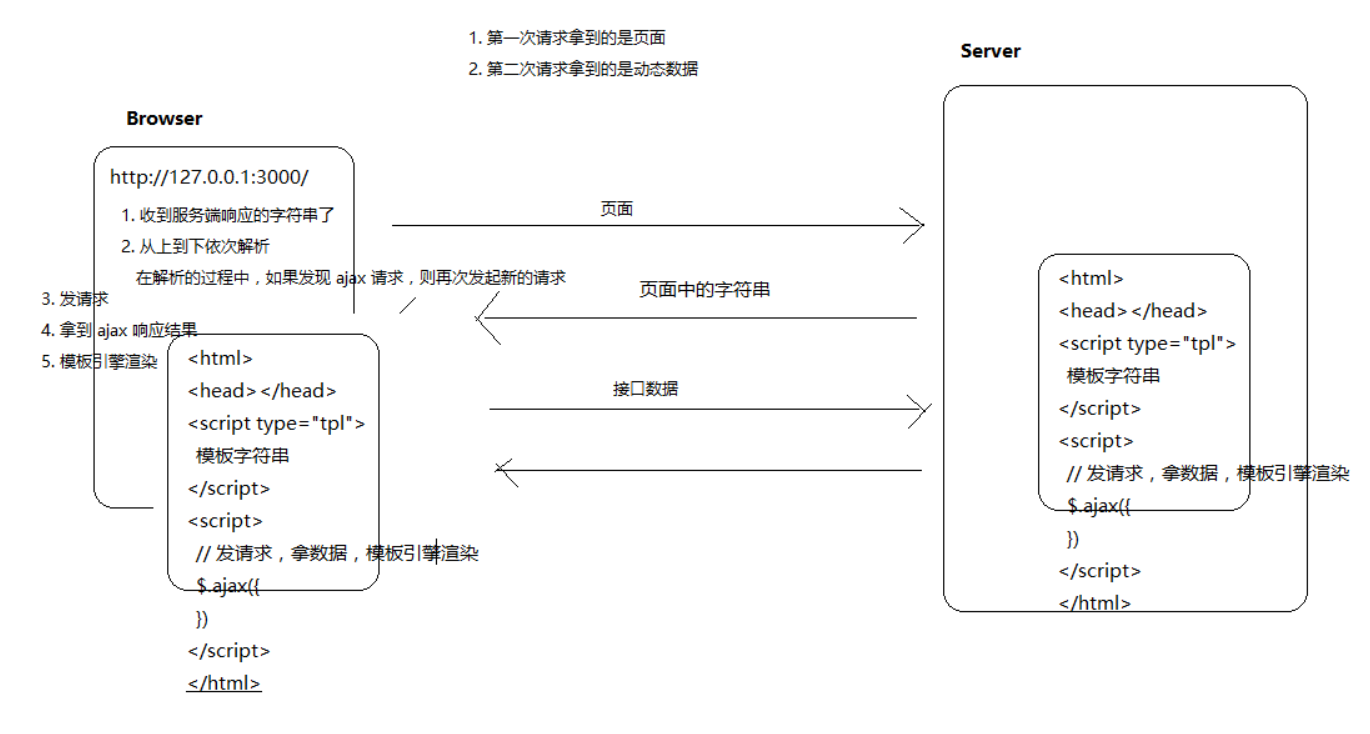 1. 第一次请求拿到的是页面
2. 第二次请求拿到的是动态数据
Server
Browser
http://127.0.0.1:3000/
1. 收到服务端响应的字符串了
2. 从上到下依次解析
在解析的过程中，如果发现 ajax 请求，则再次发起新的请求
3. 发请求
4. 拿到 ajax 响应结果
5. 模板引擎渲染
<html>
<head></head>
<script type="tpl">
模板字符串
</script>
<script>
// 发请求，拿数据，模板引擎渲染
$.ajax({
})
</script>
</html>
页面
页面中的字符串
接口数据
<html>
<head></head>
<script type="tpl">
模板字符串
</script>
<script>
// 发请求，拿数据，模板引擎渲染
$.ajax({
})
</script>
</html>